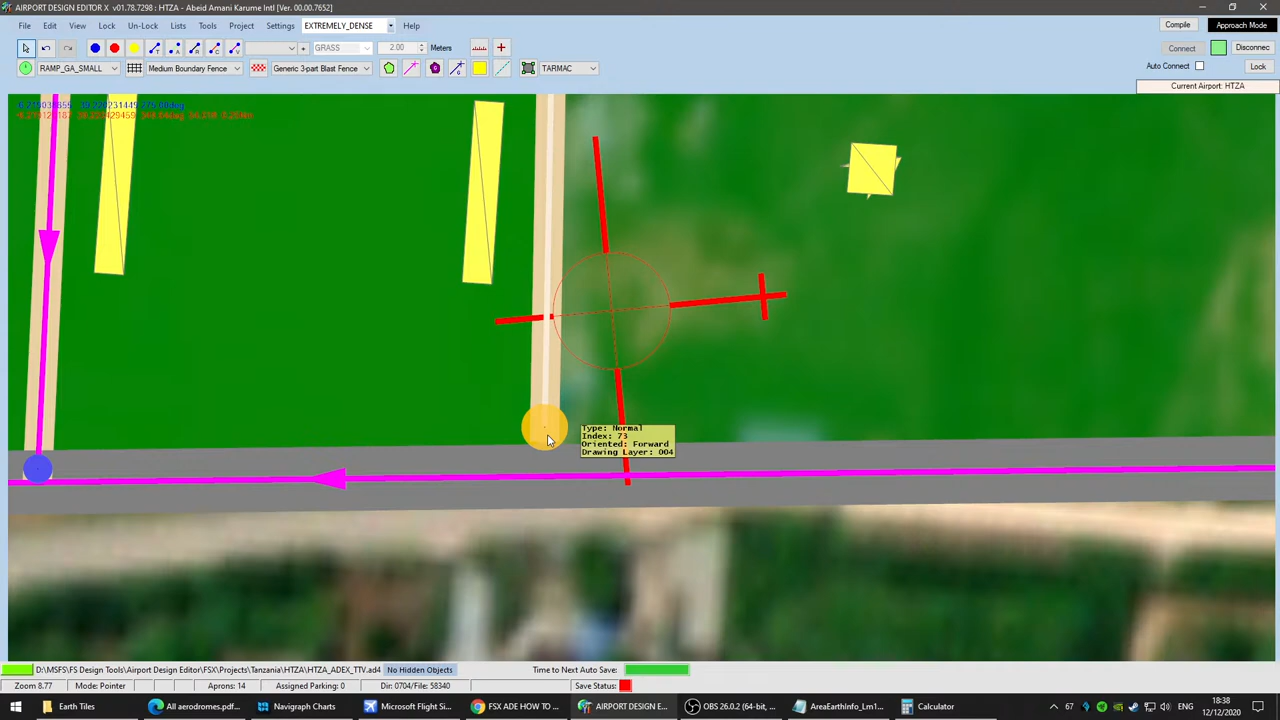 AIRPORT DESIGN EDITOR X v01.78.7298 : HTZA - Abeid Amani Karume Intl [Ver. 00.00.7652]
File Edit View Lock Un-Lock Lists Tools Project Settings EXTREMELY_DENSE Help
Compile Approach Mode
T A R C V + GRASS 2.00 Meters Connect Disconnec
Auto Connect Lock
RAMP_GA_SMALL Medium Boundary Fence Generic 3-part Blast Fence TARMAC
Current Airport: HTZA
Type: Normal
Index: 73
Oriented: Forward
Drawing Layer: 004
D:\MSFS\FS Design Tools\Airport Design Editor\FSX\Projects\Tanzania\HTZA\HTZA_ADEX_TTV.ad4 No Hidden Objects Time to Next Auto Save:
Zoom 8.77 Mode: Pointer Aprons: 14 Assigned Parking: 0 Dir: 0704/File: 58340 Save Status:
Earth Tiles All aerodromes.pdf... Navigraph Charts Microsoft Flight Si... FSX ADE HOW TO ... AIRPORT DESIGN E... OBS 26.0.2 (64-bit, ... AreaEarthInfo_Lm1... Calculator 67 18:38
12/12/2020